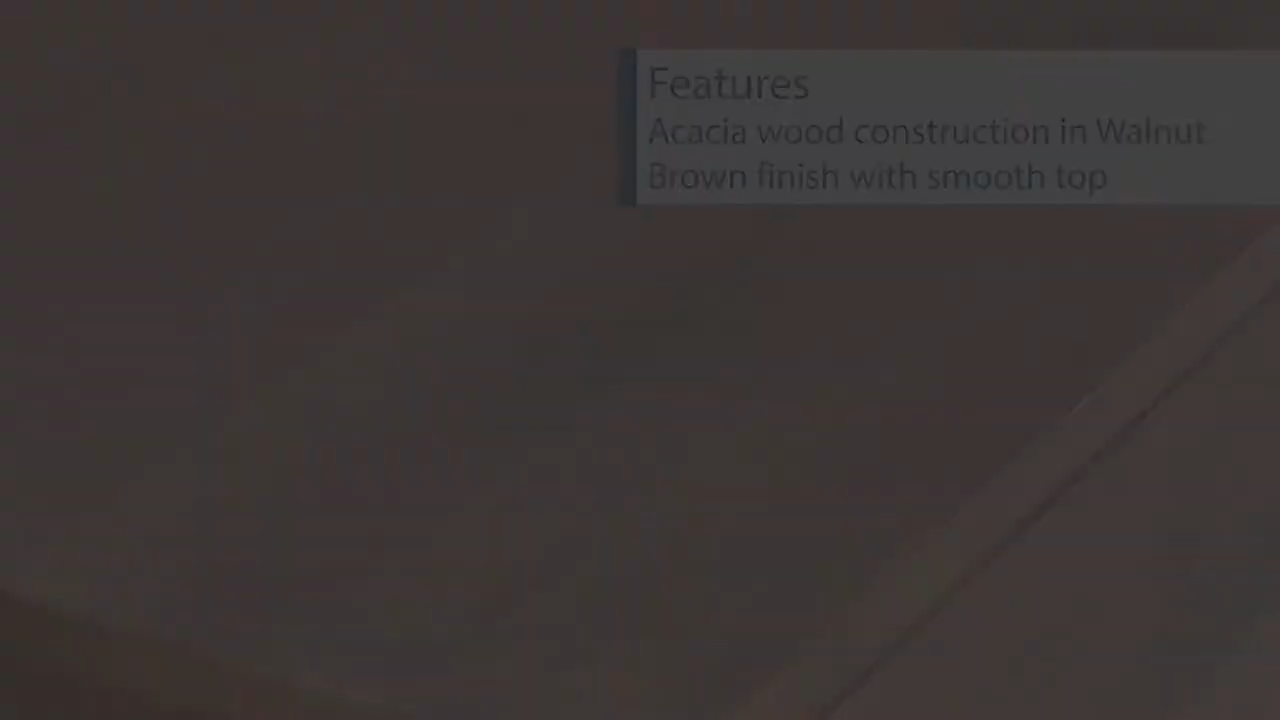 Features
Acacia wood construction in Walnut
Brown finish with smooth top